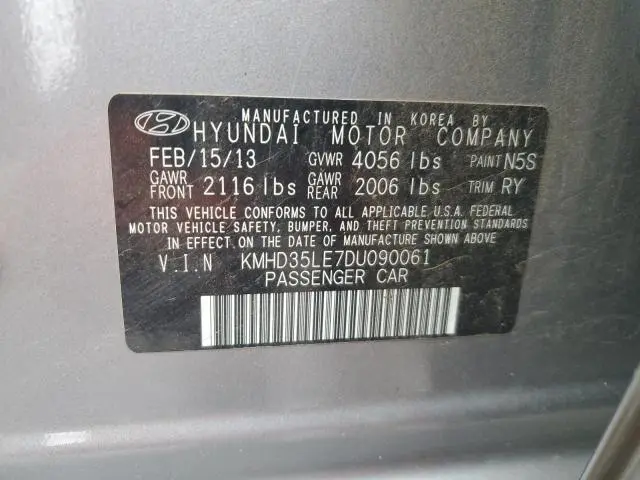 MANUFACTURED IN KOREA BY
HYUNDAI MOTOR COMPANY
FEB/15/13 GVWR 4056 lbs PAINT N5S
GAWR FRONT 2116 lbs GAWR REAR 2006 lbs TRIM RY
THIS VEHICLE CONFORMS TO ALL APPLICABLE U.S.A. FEDERAL
MOTOR VEHICLE SAFETY, BUMPER, AND THEFT PREVENTION STANDARDS
IN EFFECT ON THE DATE OF MANUFACTURE SHOWN ABOVE
V.I.N KMHD35LE7DU090061
PASSENGER CAR